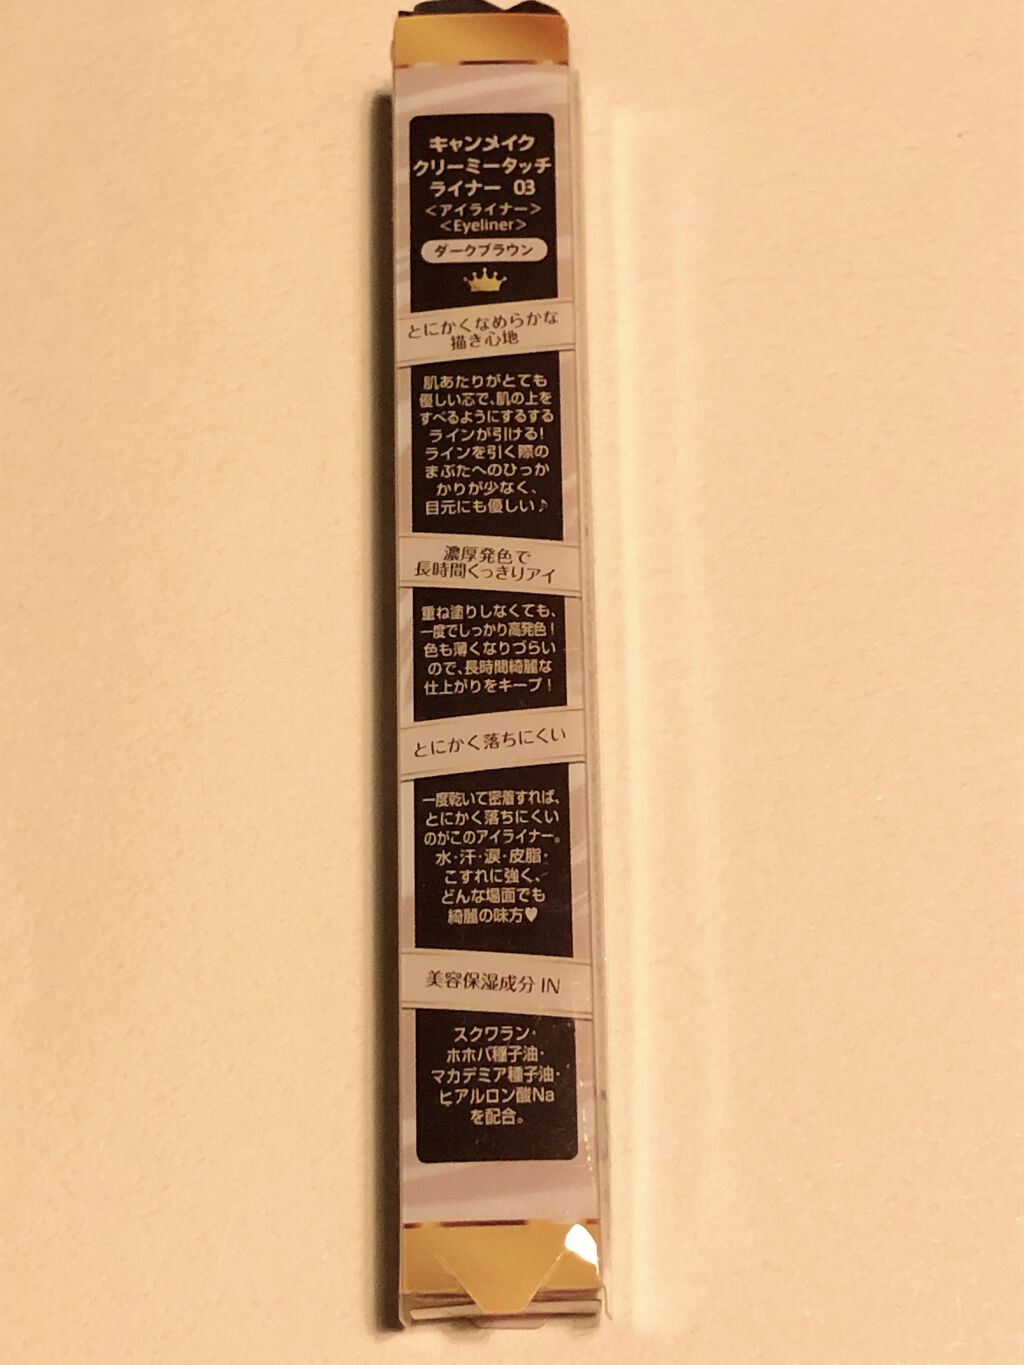 キャンメイク
クリーミータッチ
ライナー 03
<アイライナー>
<Eyeliner>
ダークブラウン
とにかくなめらかな
描き心地
肌あたりがとても
優しい芯で、肌の上を
すべるようにするする
ラインが引ける!
ラインを引く際の
まぶたへのひっか
かりが少なく、
目元にも優しい♪
濃厚発色で
長時間くっきりアイ
重ね塗りしなくても、
一度でしっかり高発色!
色も薄くなりづらい
ので、長時間綺麗な
仕上がりをキープ!
とにかく落ちにくい
一度乾いて密着すれば、
とにかく落ちにくい
のがこのアイライナー。
水・汗・涙・皮脂・
こすれに強く、
どんな場面でも
綺麗の味方♥
美容保湿成分 IN
スクワラン・
ホホバ種子油・
マカデミア種子油・
ヒアルロン酸Na
を配合。